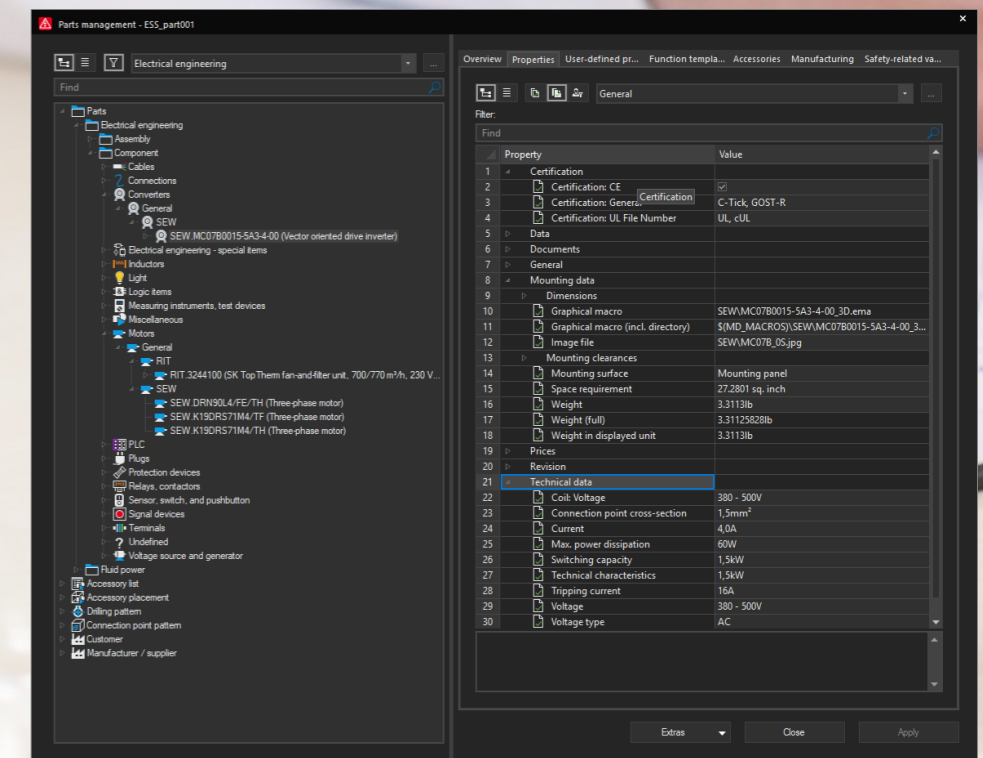 Parts management - ESS_part001
Electrical engineering
...
Find
Parts
Electrical engineering
Assembly
Component
Cables
Connections
Converters
General
SEW
SEW.MC07B0015-5A3-4-00 (Vector oriented drive inverter)
Electrical engineering - special items
Inductors
Light
Logic items
Measuring instruments, test devices
Miscellaneous
Motors
General
RIT
RIT.3244100 (SK TopTherm fan-and-filter unit, 700/770 m³/h, 230 V...
SEW
SEW.DRN90L4/FE/TH (Three-phase motor)
SEW.K19DRS71M4/TF (Three-phase motor)
SEW.K19DRS71M4/TH (Three-phase motor)
PLC
Plugs
Protection devices
Relays, contactors
Sensor, switch, and pushbutton
Signal devices
Terminals
Undefined
Voltage source and generator
Fluid power
Accessory list
Accessory placement
Drilling pattern
Connection point pattern
Customer
Manufacturer / supplier
Overview Properties User-defined pr... Function templa... Accessories Manufacturing Safety-related va...
General
...
Filter:
Find
Property Value
1 Certification
2 Certification: CE
Certification
3 Certification: General C-Tick, GOST-R
4 Certification: UL File Number UL, cUL
5 Data
6 Documents
7 General
8 Mounting data
9 Dimensions
10 Graphical macro SEW\MC07B0015-5A3-4-00_3D.ema
11 Graphical macro (incl. directory) $(MD_MACROS)\SEW\MC07B0015-5A3-4-00_3...
12 Image file SEW\MC07B_0S.jpg
13 Mounting clearances
14 Mounting surface Mounting panel
15 Space requirement 27.2801 sq. inch
16 Weight 3.3113lb
17 Weight (full) 3.31125828lb
18 Weight in displayed unit 3.3113lb
19 Prices
20 Revision
21 Technical data
22 Coil: Voltage 380 - 500V
23 Connection point cross-section 1,5mm²
24 Current 4,0A
25 Max. power dissipation 60W
26 Switching capacity 1,5kW
27 Technical characteristics 1,5kW
28 Tripping current 16A
29 Voltage 380 - 500V
30 Voltage type AC
Extras Close Apply